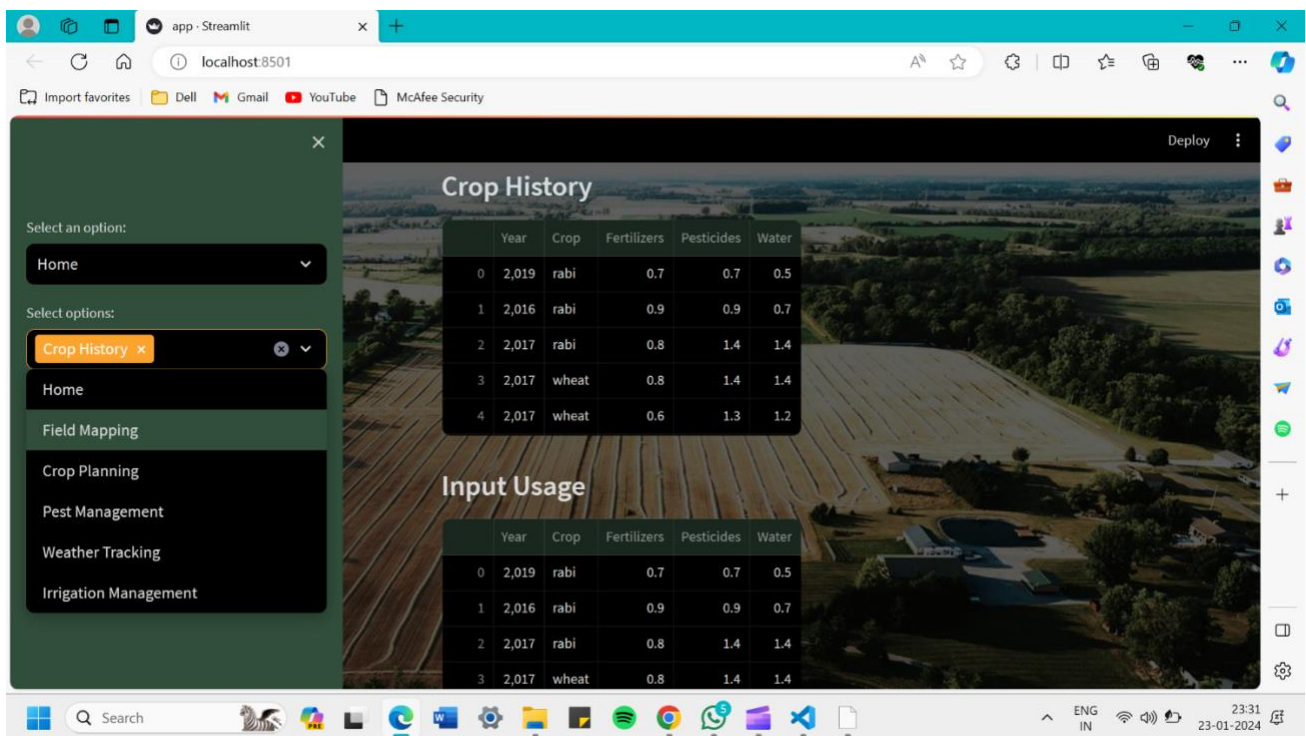 app · Streamlit
localhost:8501
Import favorites Dell Gmail YouTube McAfee Security
Deploy
Select an option:
Home
Select options:
Crop History ×
Home
Field Mapping
Crop Planning
Pest Management
Weather Tracking
Irrigation Management
Crop History
Year Crop Fertilizers Pesticides Water
0 2,019 rabi 0.7 0.7 0.5
1 2,016 rabi 0.9 0.9 0.7
2 2,017 rabi 0.8 1.4 1.4
3 2,017 wheat 0.8 1.4 1.4
4 2,017 wheat 0.6 1.3 1.2
Input Usage
Year Crop Fertilizers Pesticides Water
0 2,019 rabi 0.7 0.7 0.5
1 2,016 rabi 0.9 0.9 0.7
2 2,017 rabi 0.8 1.4 1.4
3 2,017 wheat 0.8 1.4 1.4
Search
PRE
ENG
IN
23:31
23-01-2024